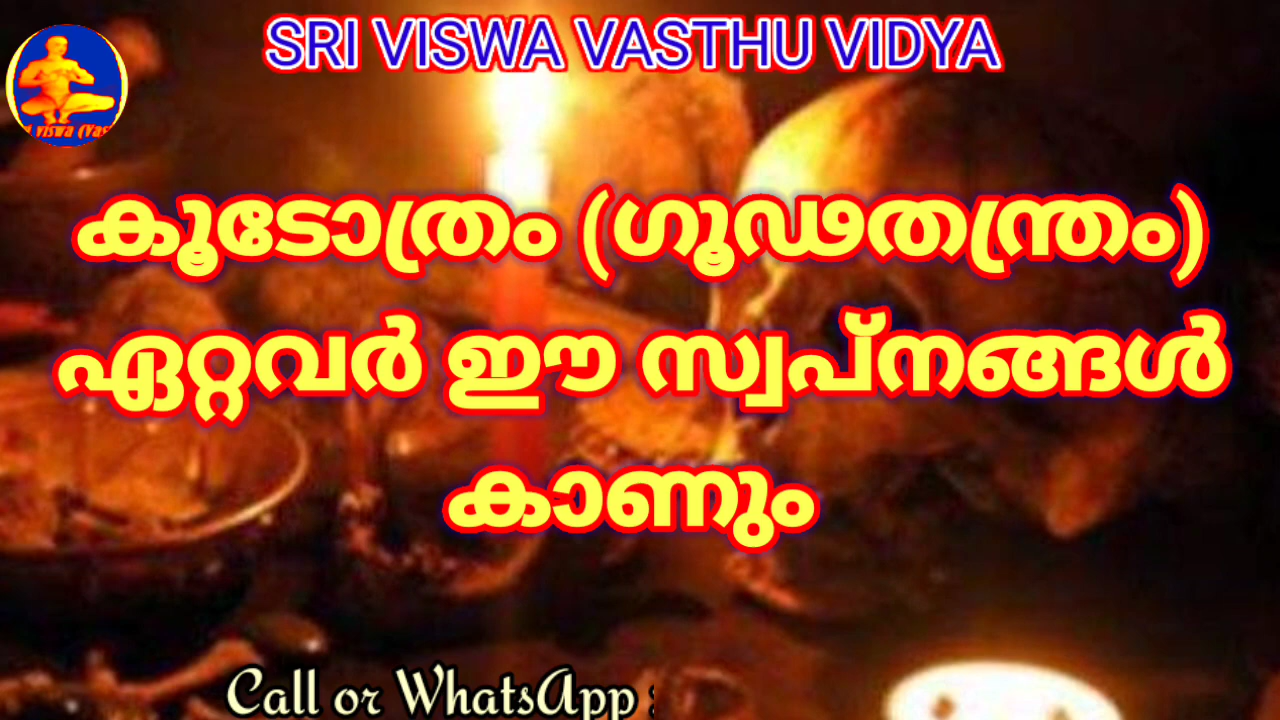 SRI VISWA VASTHU VIDYA
കൂടോത്രം (ഗൂഢതന്ത്രം)
ഏറ്റവർ ഈ സ്വപ്നങ്ങൾ
കാണും
Call or WhatsApp :